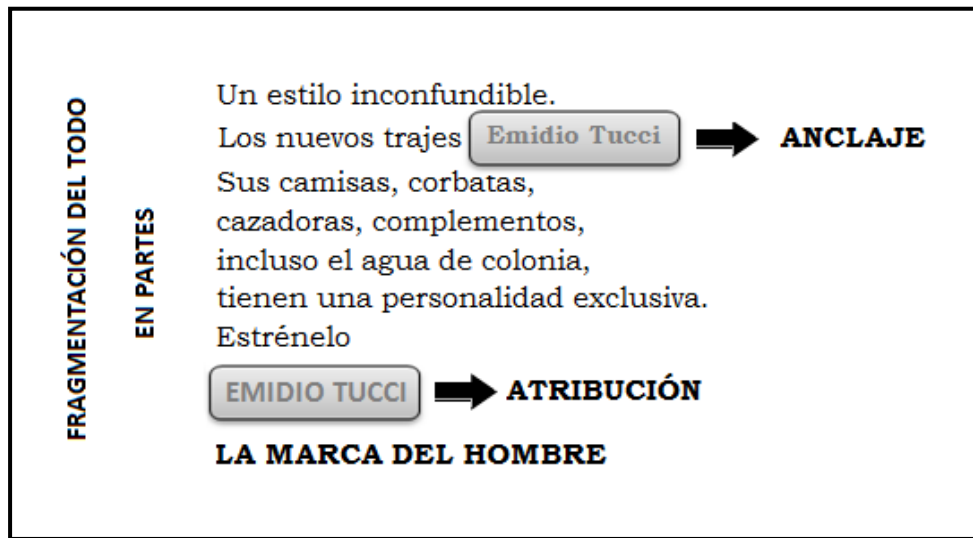 FRAGMENTACIÓN DEL TODO
EN PARTES
Un estilo inconfundible.
Los nuevos trajes Emidio Tucci ANCLAJE
Sus camisas, corbatas,
cazadoras, complementos,
incluso el agua de colonia,
tienen una personalidad exclusiva.
Estrénelo
EMIDIO TUCCI ATRIBUCIÓN
LA MARCA DEL HOMBRE